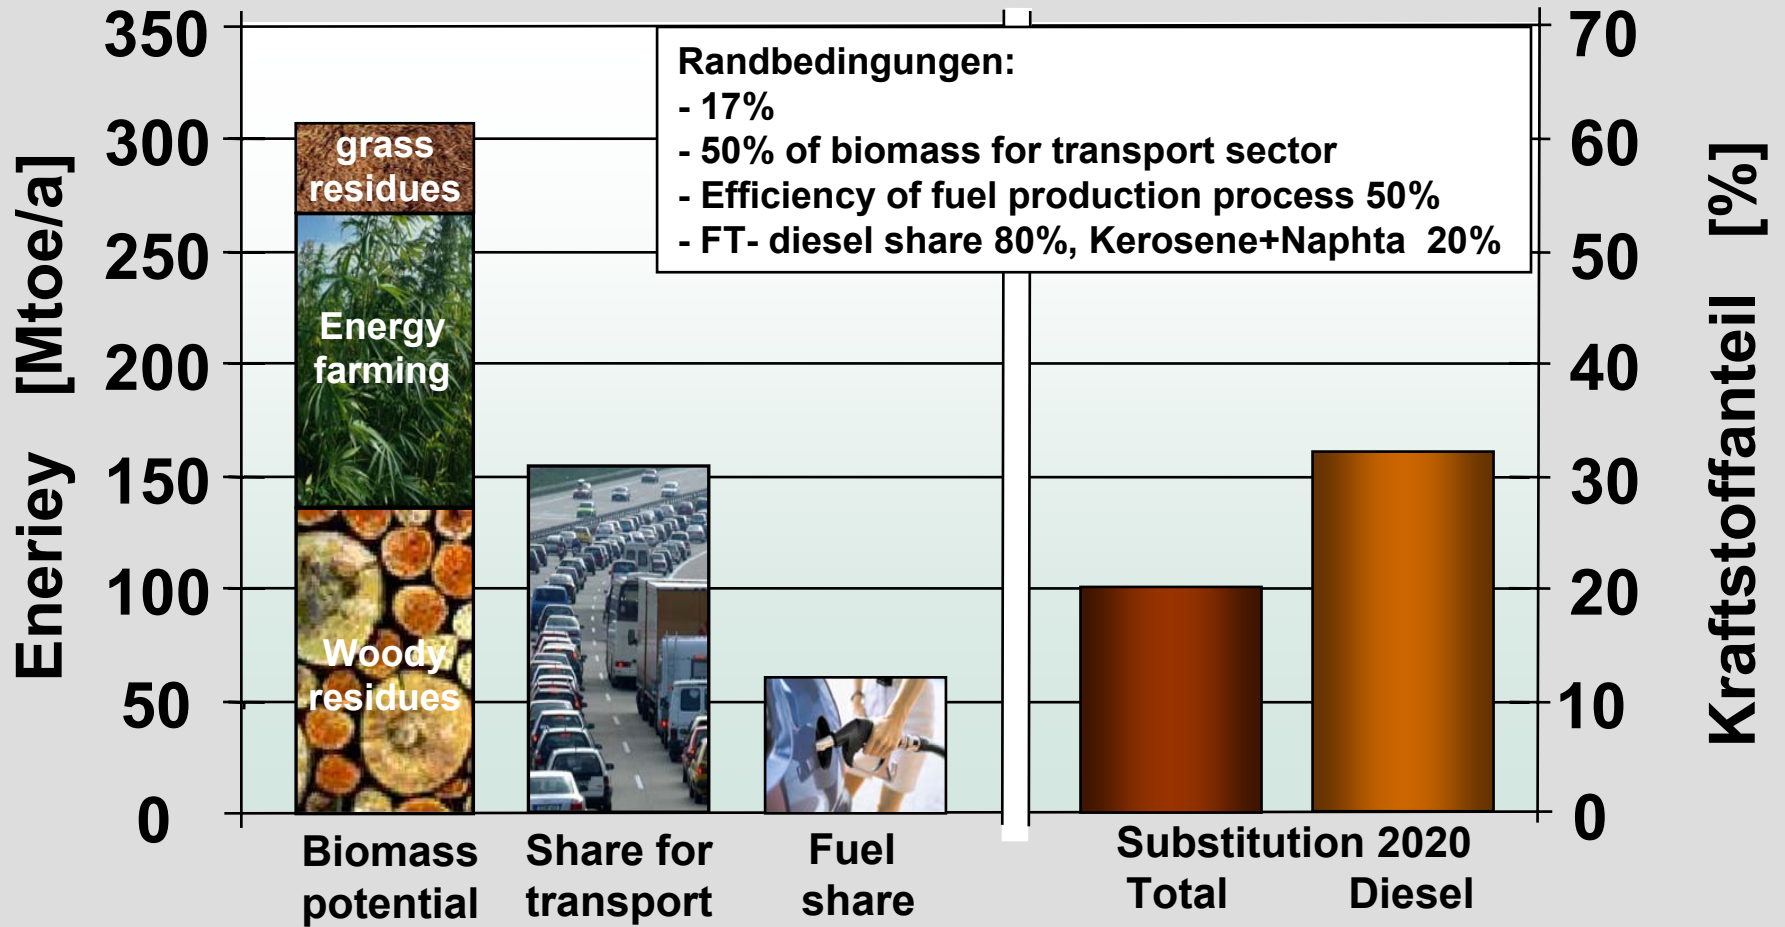 350
300
250
200
150
100
50
0
Eneriey [Mtoe/a]
grass
residues
Energy
farming
Woody
residues
Randbedingungen:
- 17%
- 50% of biomass for transport sector
- Efficiency of fuel production process 50%
- FT- diesel share 80%, Kerosene+Naphta 20%
70
60
50
40
30
20
10
0
Kraftstoffanteil [%]
Biomass
potential
Share for
transport
Fuel
share
Substitution 2020
Total Diesel